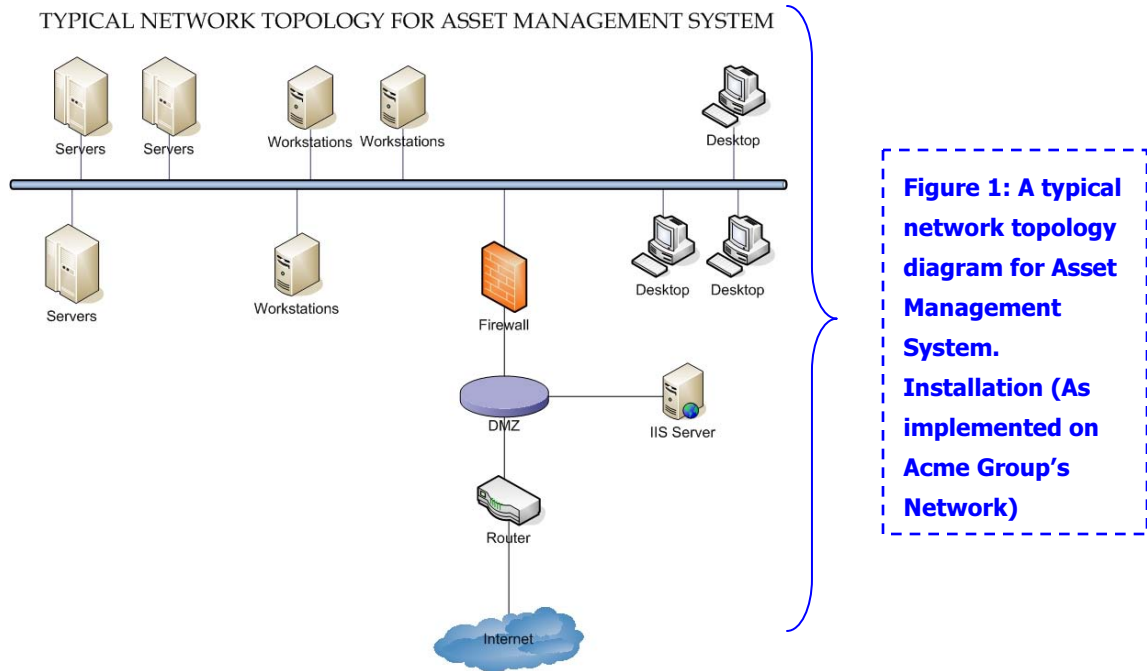 TYPICAL NETWORK TOPOLOGY FOR ASSET MANAGEMENT SYSTEM
Servers
Servers
Workstations
Workstations
Desktop
Servers
Workstations
Firewall
Desktop
Desktop
DMZ
IIS Server
Router
Internet
Figure 1: A typical
network topology
diagram for Asset
Management
System.
Installation (As
implemented on
Acme Group’s
Network)